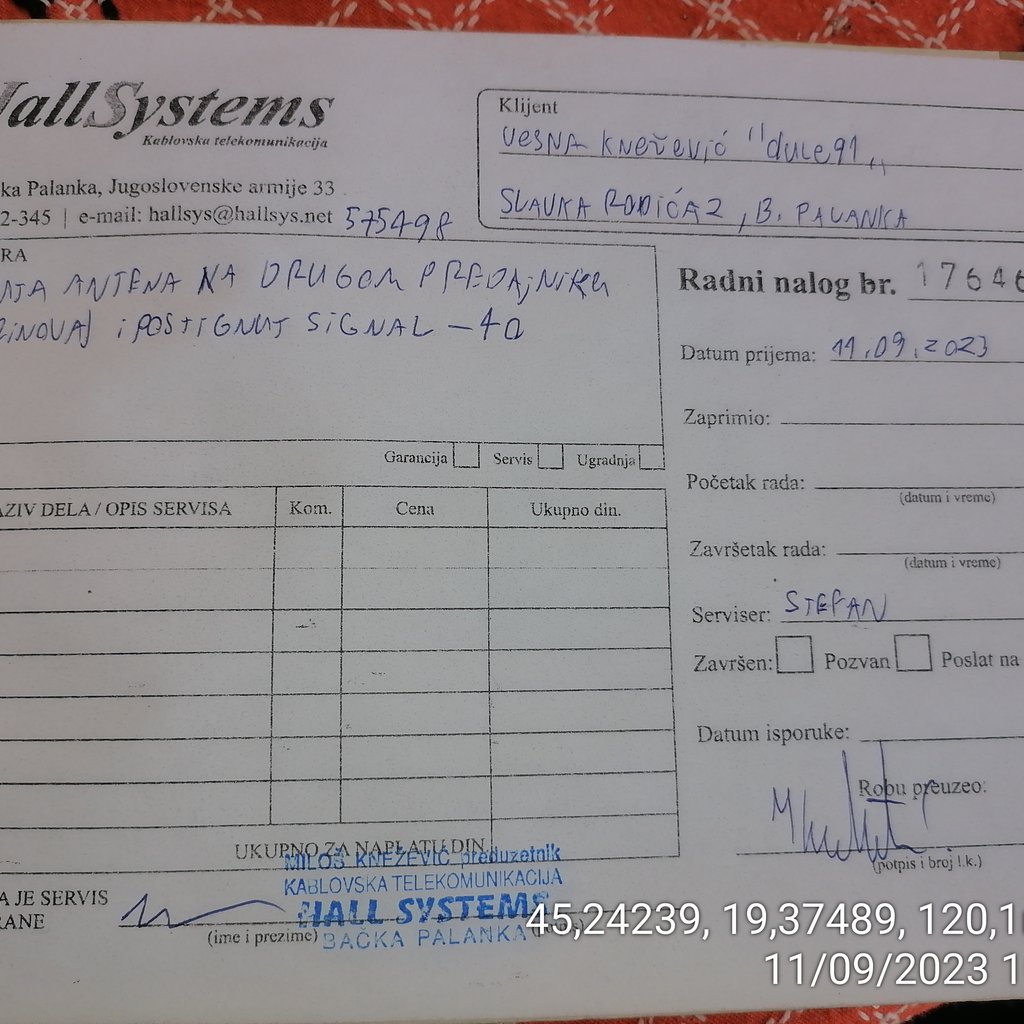 HallSystems
Kablovska telekomunikacija
ka Palanka, Jugoslovenske armije 33
2-345 | e-mail: hallsys@hallsys.net 575498
Klijent
VESNA KNEŽEVIĆ "dule91"
SLAVKA RODIĆA 2, B. PALANKA
RA
ANTENA NA DRUGOM PREDAJNIKU
I POSTIGNUT SIGNAL -40
Garancija Servis Ugradnja
Radni nalog br. 17646
Datum prijema: 11.09.2023
Zaprimio:
Početak rada:
(datum i vreme)
Završetak rada:
(datum i vreme)
Serviser: STEFAN
Završen: Pozvan Poslat na
Datum isporuke:
Robu preuzeo:
(potpis i broj l.k.)
AZIV DELA / OPIS SERVISA Kom. Cena Ukupno din.
UKUPNO ZA NAPLATU DIN.
MILOŠ KNEŽEVIĆ preduzetnik
KABLOVSKA TELEKOMUNIKACIJA
HALL SYSTEMS
BAČKA PALANKA
A JE SERVIS
RANE
(ime i prezime)
45,24239, 19,37489, 120,1
11/09/2023 1